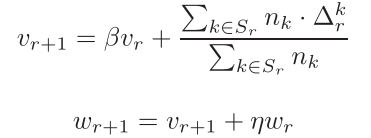 $v_{r+1} = \beta v_r + \frac{\sum_{k \in S_r} n_k \cdot \Delta_r^k}{\sum_{k \in S_r} n_k}$
$w_{r+1} = v_{r+1} + \eta w_r$